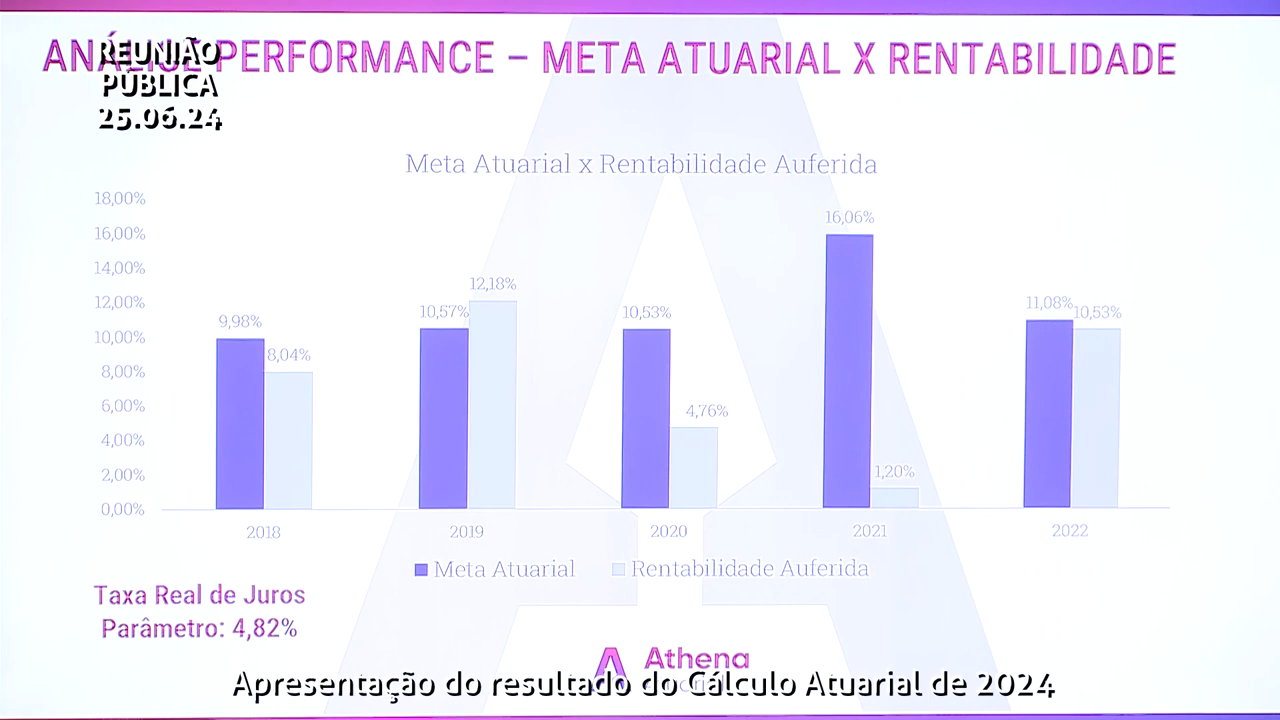 ANÁLISE PERFORMANCE – META ATUARIAL X RENTABILIDADE
REUNIÃO
PÚBLICA
25.06.24
Meta Atuarial x Rentabilidade Auferida
18,00%
16,00%
14,00%
12,00%
10,00%
8,00%
6,00%
4,00%
2,00%
0,00%
9,98%
8,04%
10,57%
12,18%
10,53%
4,76%
16,06%
1,20%
11,08%
10,53%
2018
2019
2020
2021
2022
Meta Atuarial
Rentabilidade Auferida
Taxa Real de Juros
Parâmetro: 4,82%
Athena
Apresentação do resultado do Cálculo Atuarial de 2024